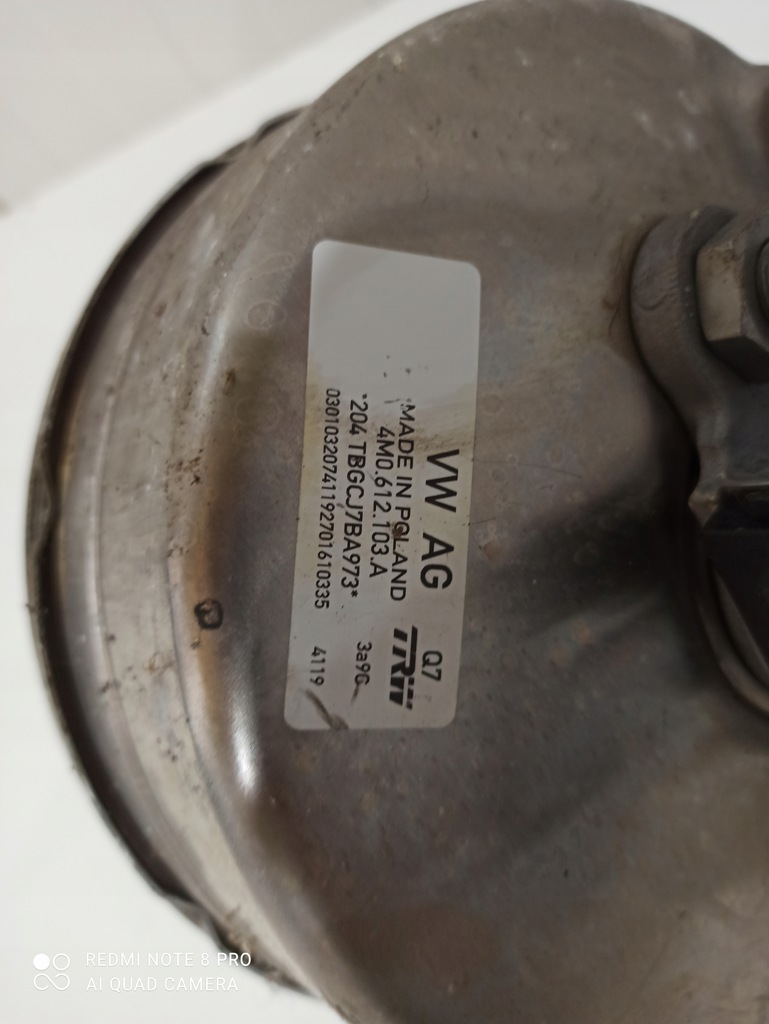 VW AG
Q7
MADE IN POLAND
TRW
4M0.612.103.A
*204 TBGCJ7BA973*
3a9C
03010320741192701610335
4119
REDMI NOTE 8 PRO
AI QUAD CAMERA